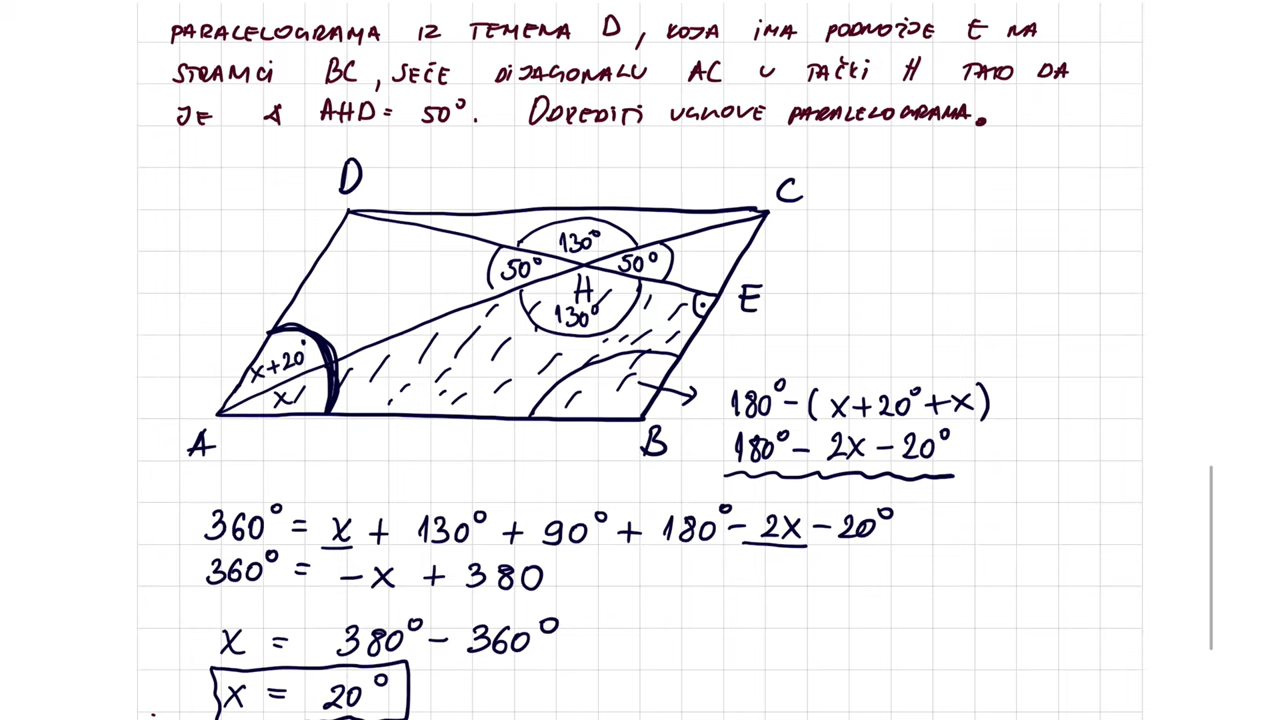 PARALELOGRAMA IZ TEMENA D, KOJA IMA PODNOŽJE E NA
STRANICI BC, SEČE DIJAGONALU AC U TAČKI H TAKO DA
JE ∡ AHD = 50°. ODREDITI UGLOVE PARALELOGRAMA.
D
C
130°
50°
50°
H
130°
E
x+20°
x
A
B
180° - (x + 20° + x)
180° - 2x - 20°
360° = x + 130° + 90° + 180° - 2x - 20°
360° = -x + 380
x = 380° - 360°
x = 20°